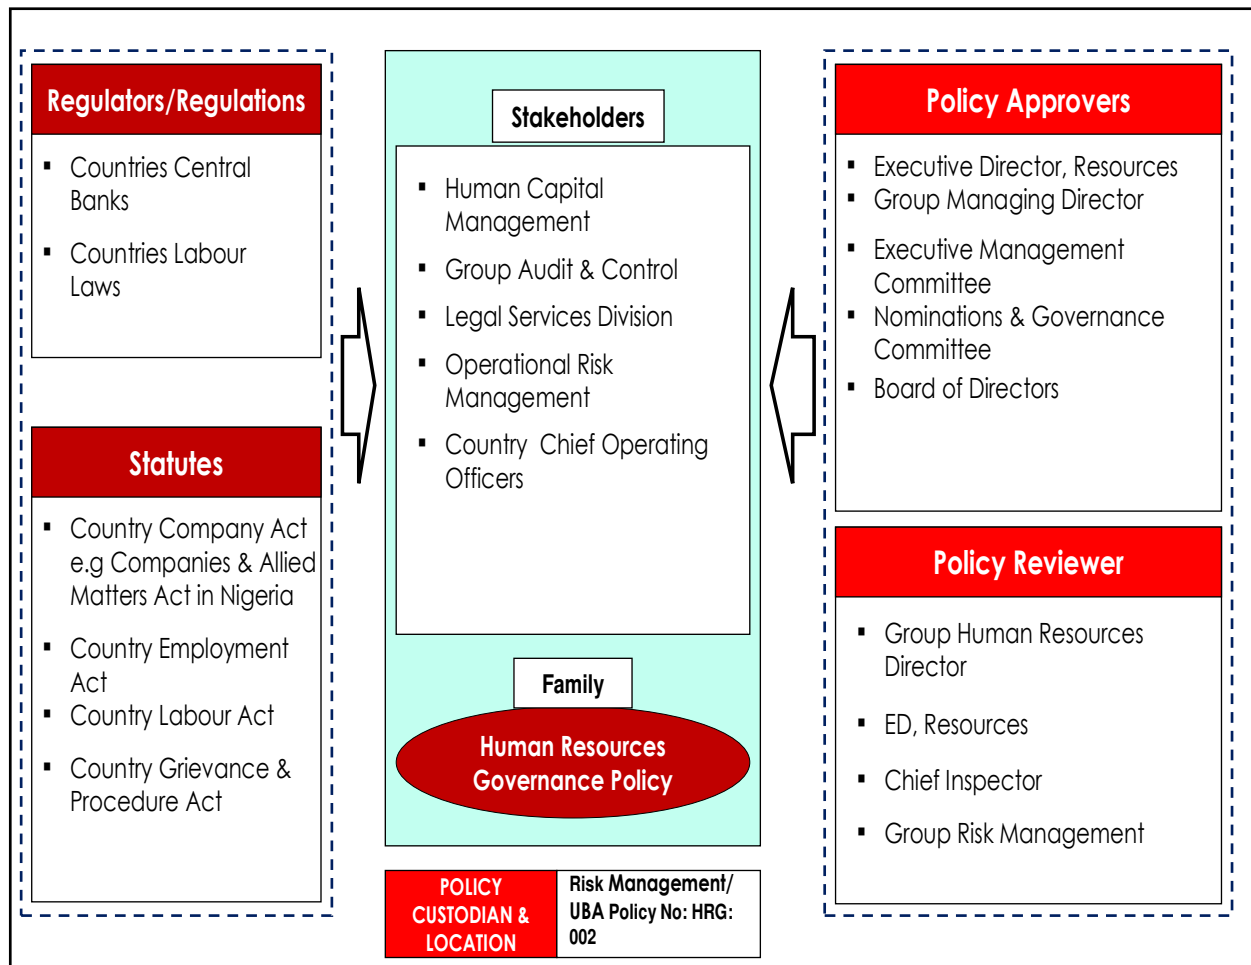 Regulators/Regulations
▪ Countries Central
Banks
▪ Countries Labour
Laws
Statutes
▪ Country Company Act
e.g Companies & Allied
Matters Act in Nigeria
▪ Country Employment
Act
▪ Country Labour Act
▪ Country Grievance &
Procedure Act
Stakeholders
▪ Human Capital
Management
▪ Group Audit & Control
▪ Legal Services Division
▪ Operational Risk
Management
▪ Country Chief Operating
Officers
Family
Human Resources
Governance Policy
POLICY
CUSTODIAN &
LOCATION
Risk Management/
UBA Policy No: HRG:
002
Policy Approvers
▪ Executive Director, Resources
▪ Group Managing Director
▪ Executive Management
Committee
▪ Nominations & Governance
Committee
▪ Board of Directors
Policy Reviewer
▪ Group Human Resources
Director
▪ ED, Resources
▪ Chief Inspector
▪ Group Risk Management